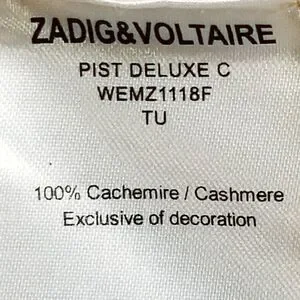 ZADIG&VOLTAIRE
PIST DELUXE C
WEMZ1118F
TU
100% Cachemire / Cashmere
Exclusive of decoration